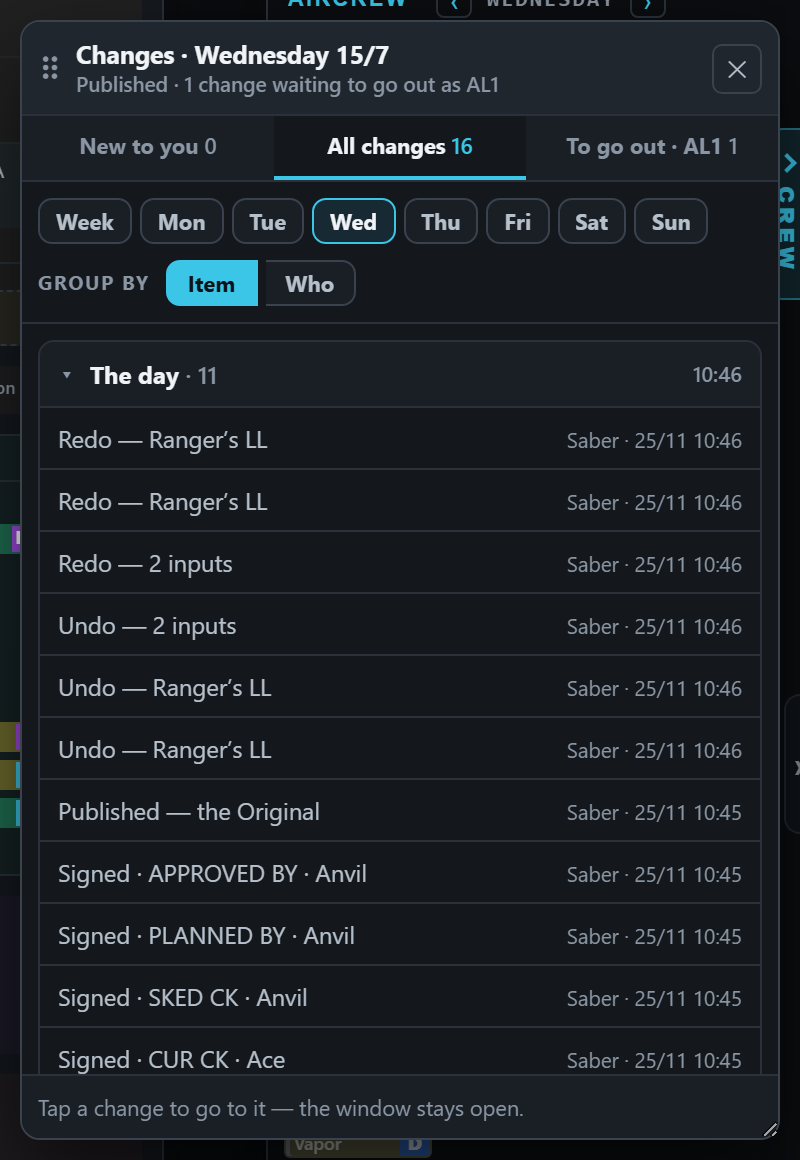 AIRCREW ‹ WEDNESDAY ›
Changes · Wednesday 15/7
Published · 1 change waiting to go out as AL1
New to you 0
All changes 16
To go out · AL1 1
Week Mon Tue Wed Thu Fri Sat Sun
GROUP BY Item Who
The day · 11 10:46
Redo — Ranger’s LL Saber · 25/11 10:46
Redo — Ranger’s LL Saber · 25/11 10:46
Redo — 2 inputs Saber · 25/11 10:46
Undo — 2 inputs Saber · 25/11 10:46
Undo — Ranger’s LL Saber · 25/11 10:46
Undo — Ranger’s LL Saber · 25/11 10:46
Published — the Original Saber · 25/11 10:45
Signed · APPROVED BY · Anvil Saber · 25/11 10:45
Signed · PLANNED BY · Anvil Saber · 25/11 10:45
Signed · SKED CK · Anvil Saber · 25/11 10:45
Signed · CUR CK · Ace Saber · 25/11 10:45
Tap a change to go to it — the window stays open.
CREW
Vapor D